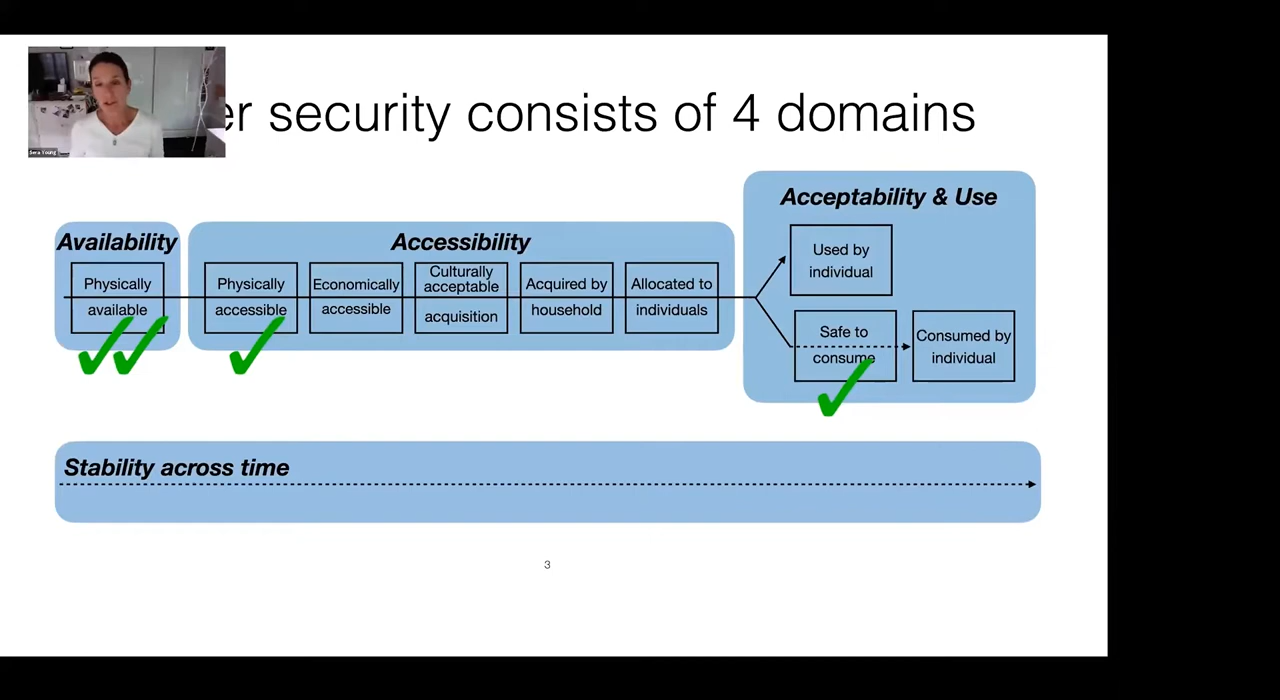 er security consists of 4 domains
Sera Young
Availability
Physically
available
Accessibility
Physically
accessible
Economically
accessible
Culturally
acceptable
acquisition
Acquired by
household
Allocated to
individuals
Acceptability & Use
Used by
individual
Safe to
consume
Consumed by
individual
Stability across time
3